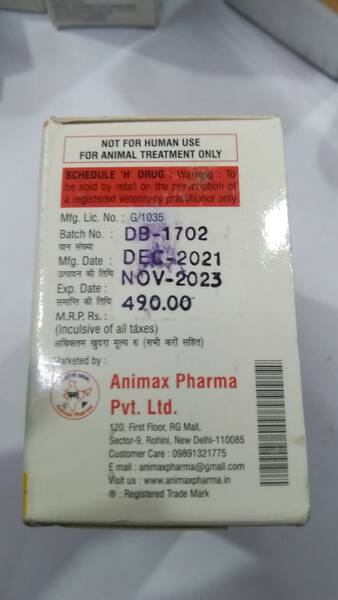 NOT FOR HUMAN USE
FOR ANIMAL TREATMENT ONLY
SCHEDULE 'H' DRUG : Warning : To
be sold by retail on the prescription of
a registered Veterinary practitioner only
Mfg. Lic. No. : G/1035
Batch No. : DB-1702
घान संख्या
Mfg. Date : DEC-2021
उत्पादन की तिथि
Exp. Date : NOV-2023
समाप्ति की तिथि
M.R.P. Rs : 490.00
(Inculsive of all taxes)
अधिकतम खुदरा मूल्य रु (सभी करों सहित)
Marketed by :
Animax Pharma
Pvt. Ltd.
120, First Floor, RG Mall,
Sector-9, Rohini, New Delhi-110085
Customer Care : 09891321775
E mail : animaxpharma@gmail.com
Visit us : www.animaxpharma.in
® : Registered Trade Mark